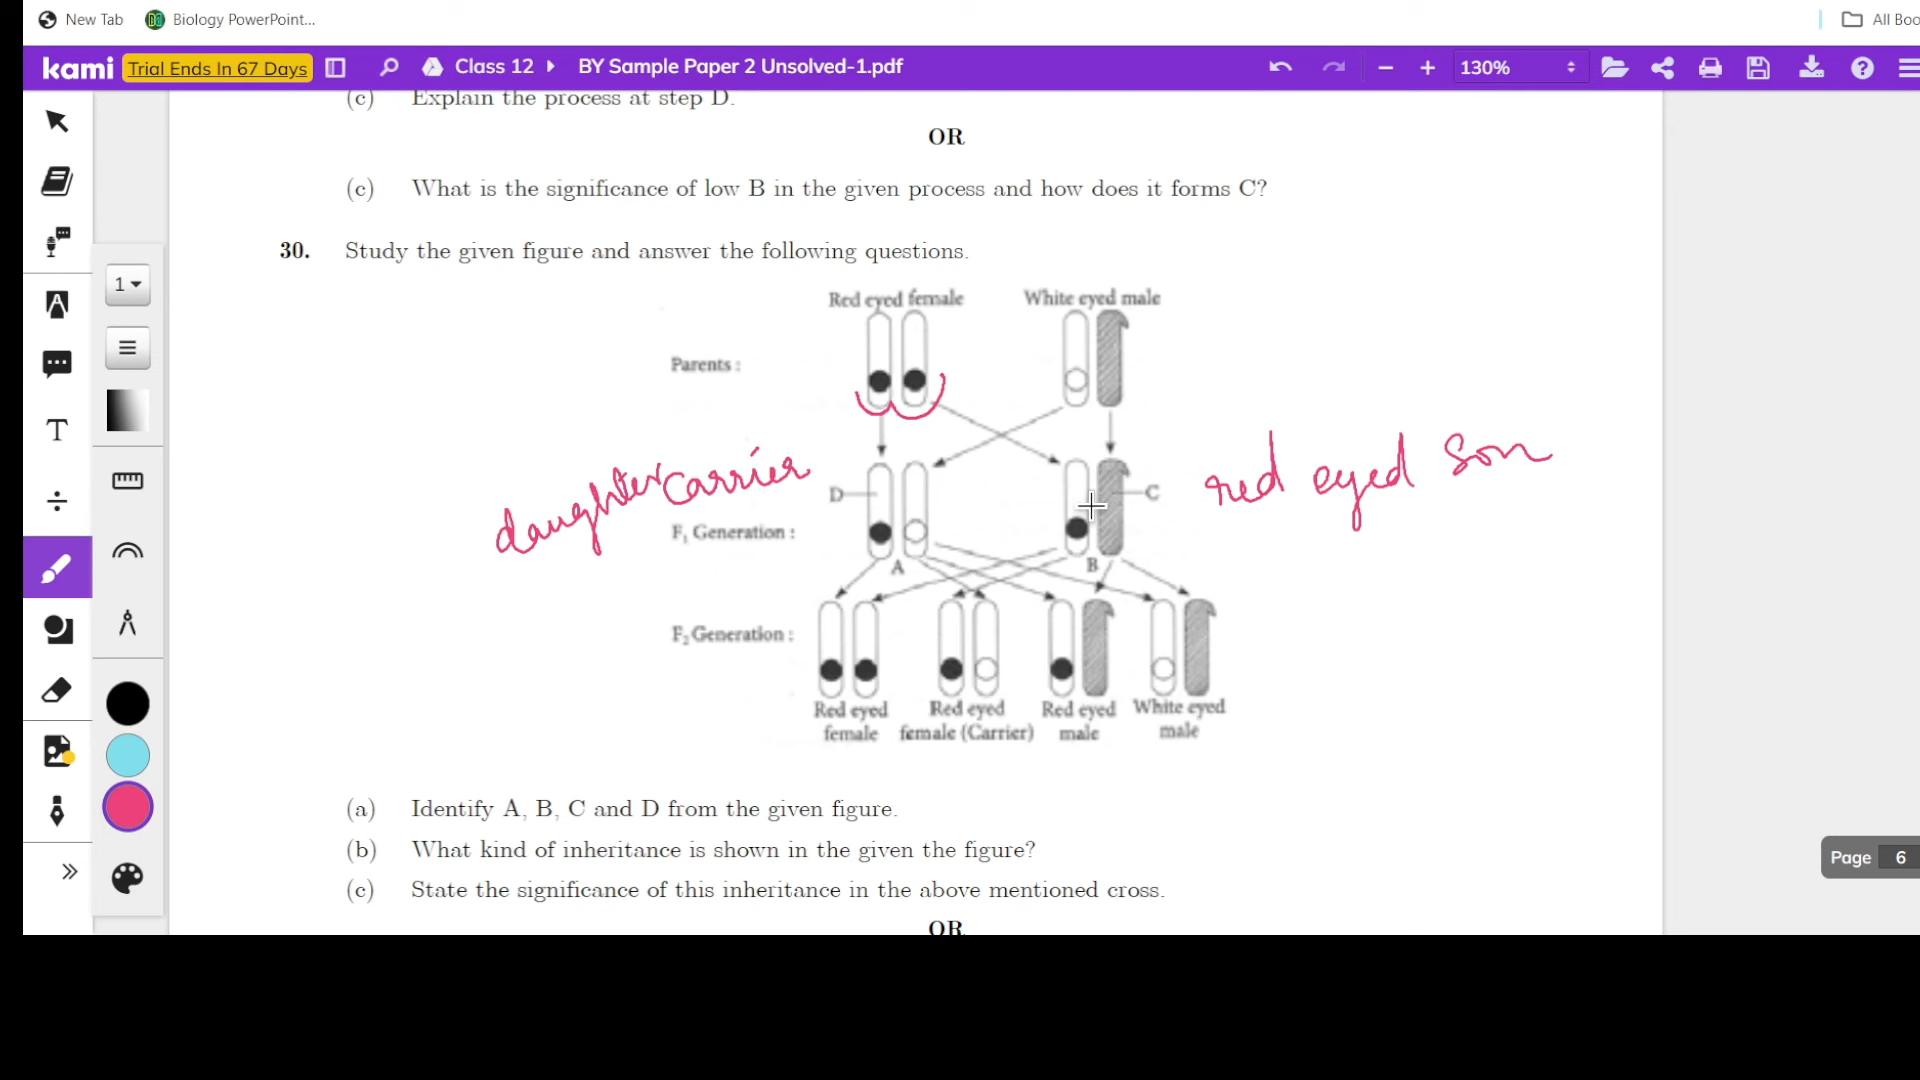 New Tab Biology PowerPoint... All Boo
kami Trial Ends In 67 Days Class 12 BY Sample Paper 2 Unsolved-1.pdf 130%
(c) Explain the process at step D.
OR
(c) What is the significance of low B in the given process and how does it forms C?
30. Study the given figure and answer the following questions.
Red eyed female White eyed male
Parents :
daughter carrier D C red eyed son
F₁ Generation :
A B
F₂ Generation :
Red eyed female Red eyed female (Carrier) Red eyed male White eyed male
(a) Identify A, B, C and D from the given figure.
(b) What kind of inheritance is shown in the given the figure?
(c) State the significance of this inheritance in the above mentioned cross.
OR
1
Page 6